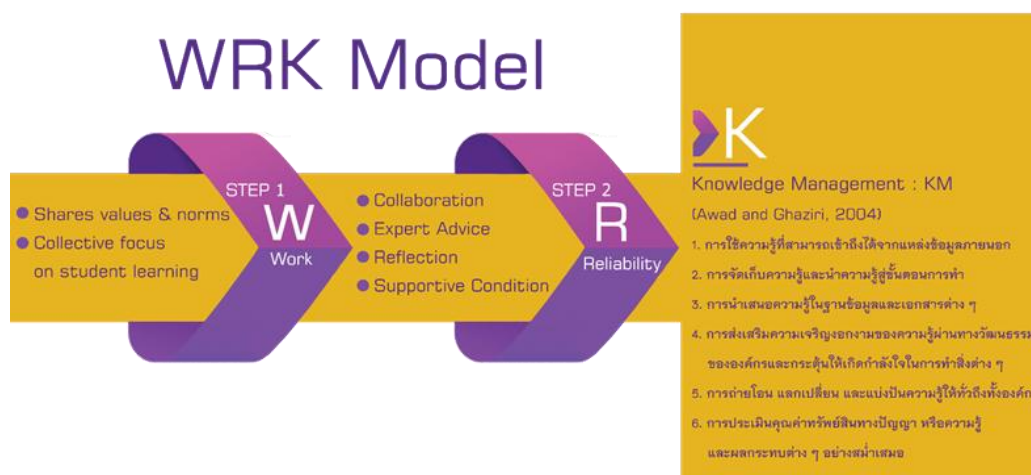 WRK Model
● Shares values & norms
● Collective focus
on student learning
STEP 1
W
Work
● Collaboration
● Expert Advice
● Reflection
● Supportive Condition
STEP 2
R
Reliability
K
Knowledge Management : KM
(Awad and Ghaziri, 2004)
1. การใช้ความรู้ที่สามารถเข้าถึงได้จากแหล่งข้อมูลภายนอก
2. การจัดเก็บความรู้และนำความรู้สู่ขั้นตอนการทำ
3. การนำเสนอความรู้ในฐานข้อมูลและเอกสารต่าง ๆ
4. การส่งเสริมความเจริญงอกงามของความรู้ผ่านทางวัฒนธรรม
ขององค์กรและกระตุ้นให้เกิดกำลังใจในการทำสิ่งต่าง ๆ
5. การถ่ายโอน แลกเปลี่ยน และแบ่งปันความรู้ให้ทั่วถึงทั้งองค์ก
6. การประเมินคุณค่าทรัพย์สินทางปัญญา หรือความรู้
และผลกระทบต่าง ๆ อย่างสม่ำเสมอ